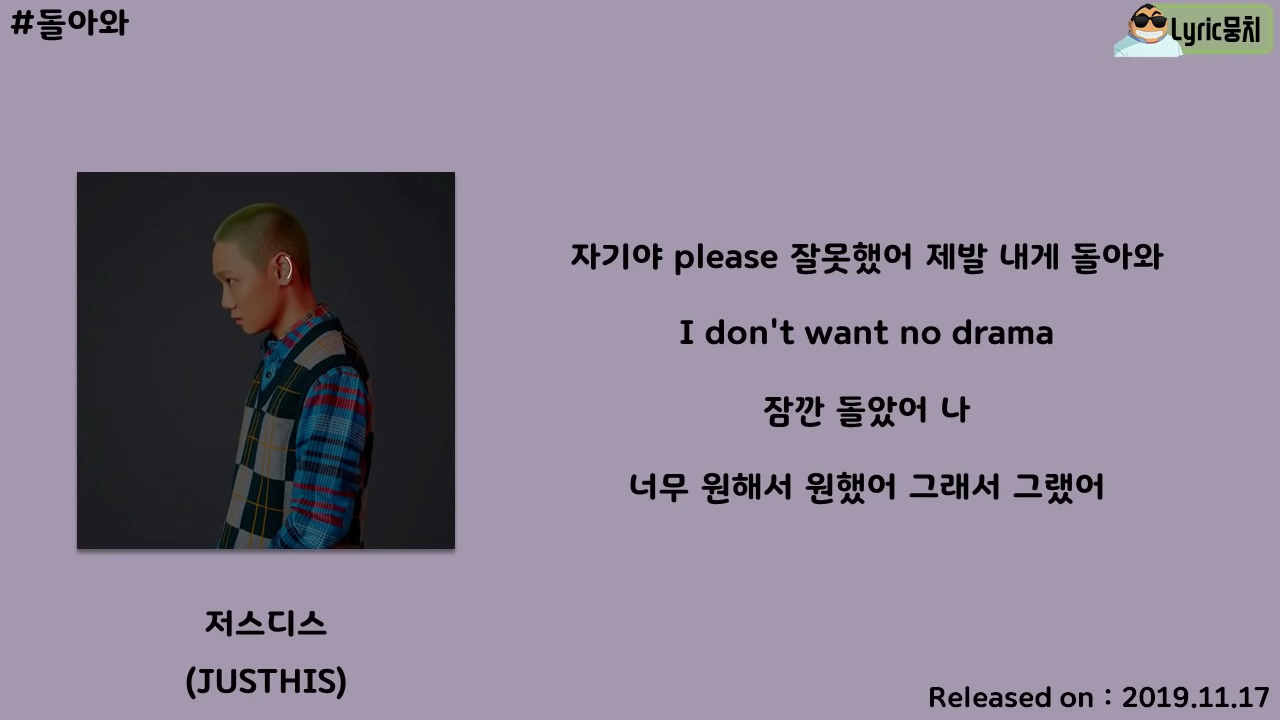 #돌아와
Lyric뭉치
자기야 please 잘못했어 제발 내게 돌아와
I don't want no drama
잠깐 돌았어 나
너무 원해서 원했어 그래서 그랬어
저스디스
(JUSTHIS)
Released on : 2019.11.17